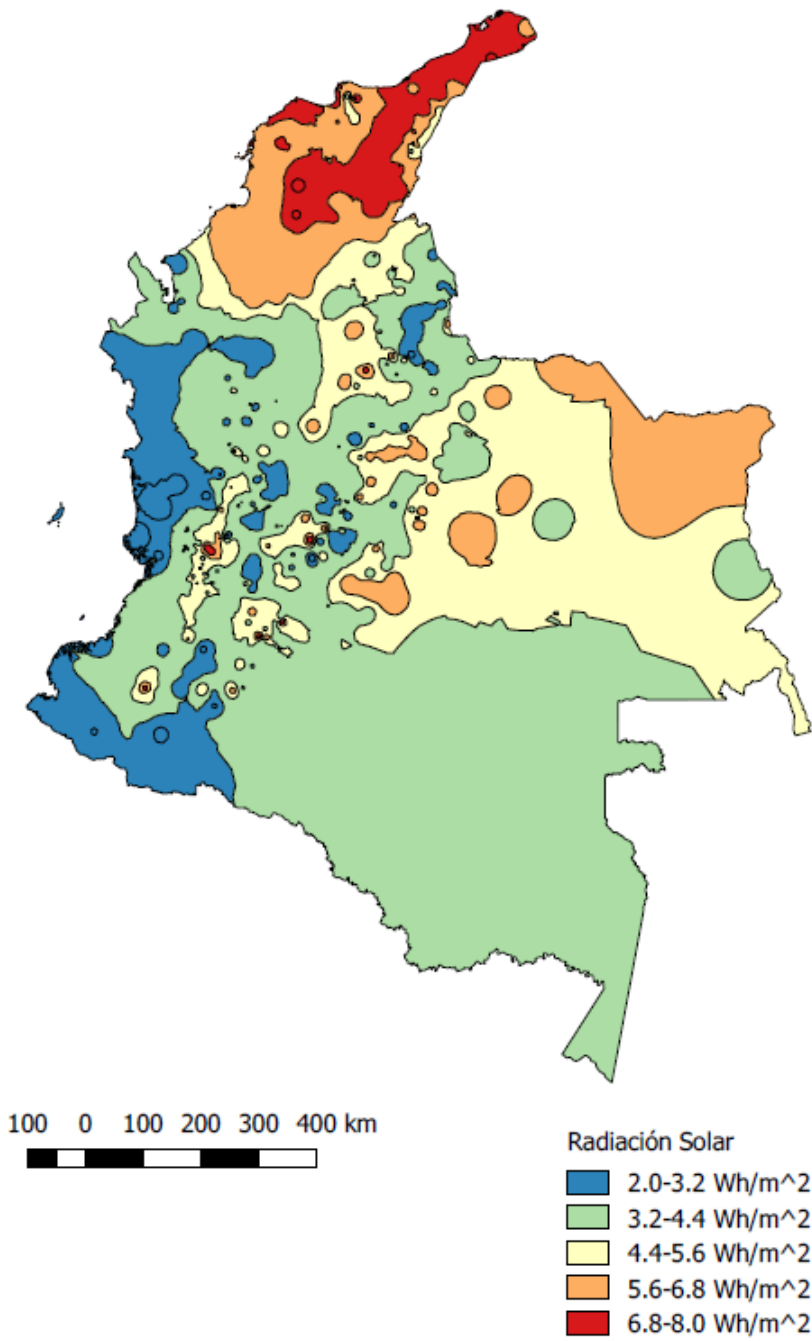 100 0 100 200 300 400 km
Radiación Solar
2.0-3.2 Wh/m^2
3.2-4.4 Wh/m^2
4.4-5.6 Wh/m^2
5.6-6.8 Wh/m^2
6.8-8.0 Wh/m^2